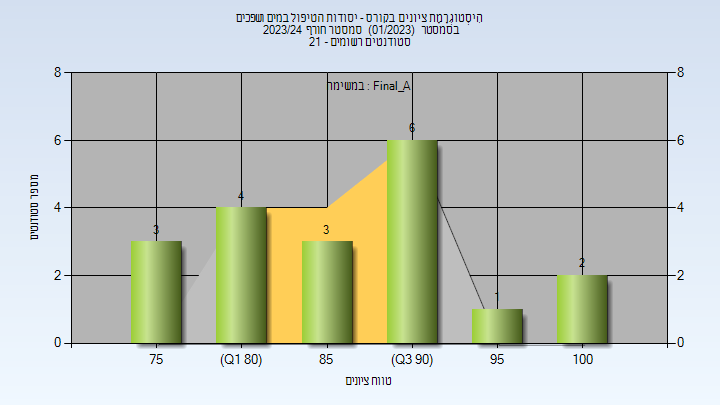 הִיסְטוֹגְרָמַת ציונים בקורס - יסודות הטיפול במים ושפכים
בסמסטר (01/2023) סמסטר חורף 2023/24
סטודנטים רשומים - 21
במשימה : Final_A
8 8
6 6
4 4
2 2
0 0
3
4
3
6
1
2
מספר סטודנטים
75 (Q1 80) 85 (Q3 90) 95 100
טווח ציונים